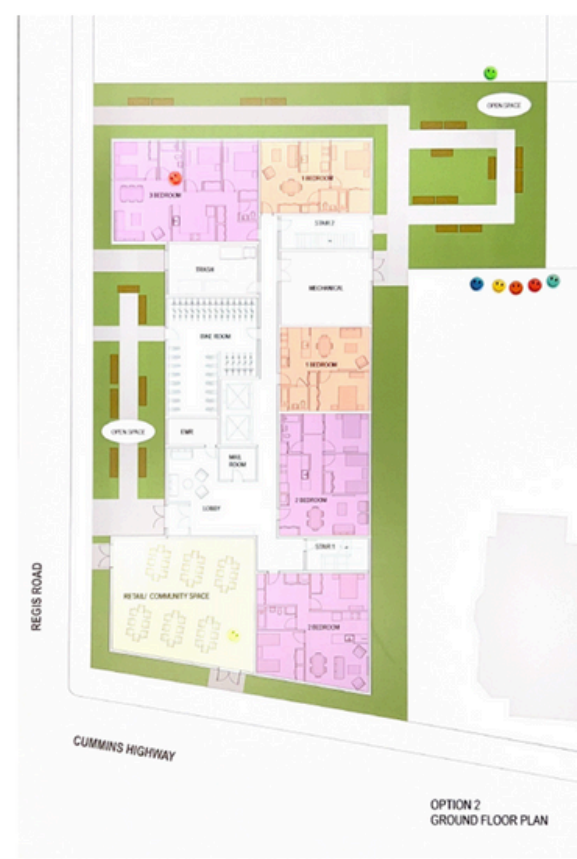 OPEN SPACE
3 BEDROOM
1 BEDROOM
STAIR 2
TRASH
MECHANICAL
BIKE ROOM
1 BEDROOM
OPEN SPACE
MAIL
ROOM
2 BEDROOM
LOBBY
STAIR 1
RETAIL/ COMMUNITY SPACE
2 BEDROOM
REGIS ROAD
CUMMINS HIGHWAY
OPTION 2
GROUND FLOOR PLAN